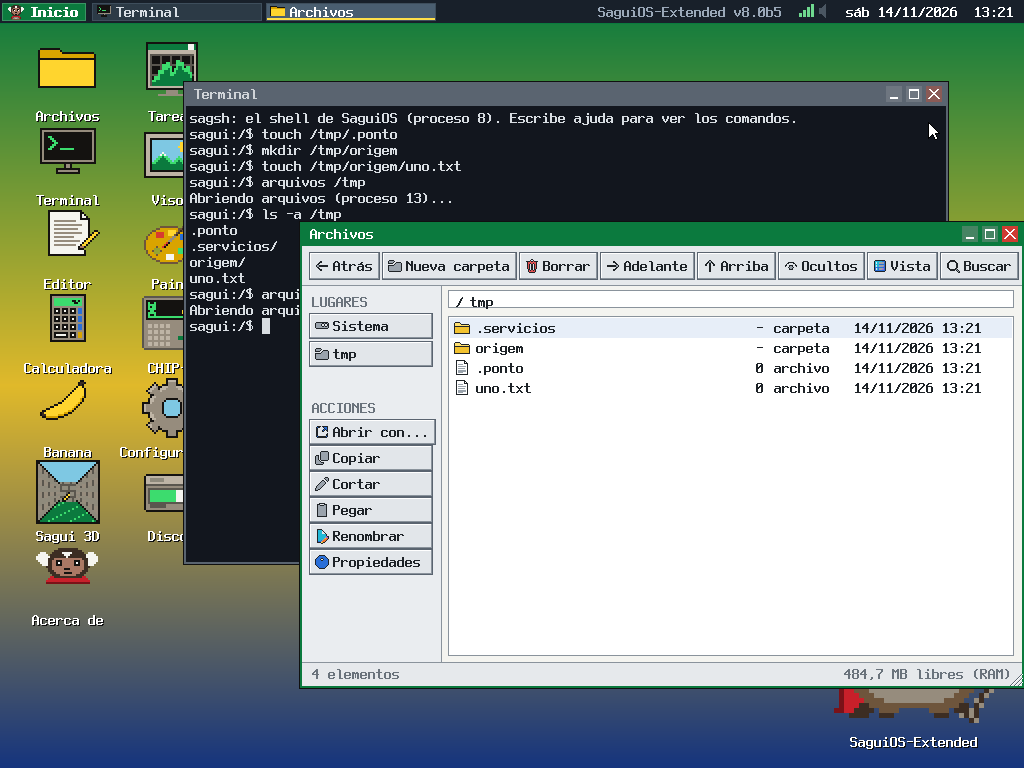 Inicio
Terminal
Archivos
SaguiOS-Extended v8.0b5
sáb 14/11/2026 13:21
Archivos
Tarea
Terminal
Viso
Editor
Pain
Calculadora
CHIP-
Banana
Configur
Sagui 3D
Disc
Acerca de
SaguiOS-Extended
Terminal
sagsh: el shell de SaguiOS (proceso 8). Escribe ajuda para ver los comandos.
sagui:/$ touch /tmp/.ponto
sagui:/$ mkdir /tmp/origem
sagui:/$ touch /tmp/origem/uno.txt
sagui:/$ arquivos /tmp
Abriendo arquivos (proceso 13)...
sagui:/$ ls -a /tmp
.ponto
.servicios/
origem/
uno.txt
sagui:/$ arqui
Abriendo arqui
sagui:/$
Archivos
Atrás
Nueva carpeta
Borrar
Adelante
Arriba
Ocultos
Vista
Buscar
LUGARES
Sistema
tmp
ACCIONES
Abrir con...
Copiar
Cortar
Pegar
Renombrar
Propiedades
/ tmp
.servicios - carpeta 14/11/2026 13:21
origem - carpeta 14/11/2026 13:21
.ponto 0 archivo 14/11/2026 13:21
uno.txt 0 archivo 14/11/2026 13:21
4 elementos
484,7 MB libres (RAM)